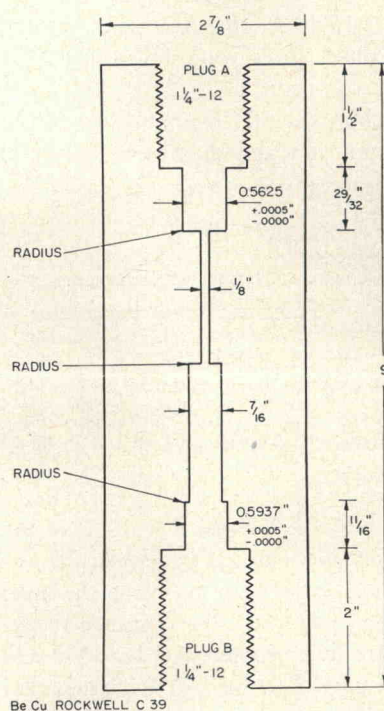 2 7/8"
PLUG A
1 1/4"-12
1 1/2"
0.5625
+.0005"
-.0000"
29/32"
RADIUS
1/8"
RADIUS
9
7/16"
RADIUS
0.5937"
+.0005"
-.0000"
11/16"
2"
PLUG B
1 1/4"-12
Be Cu ROCKWELL C 39